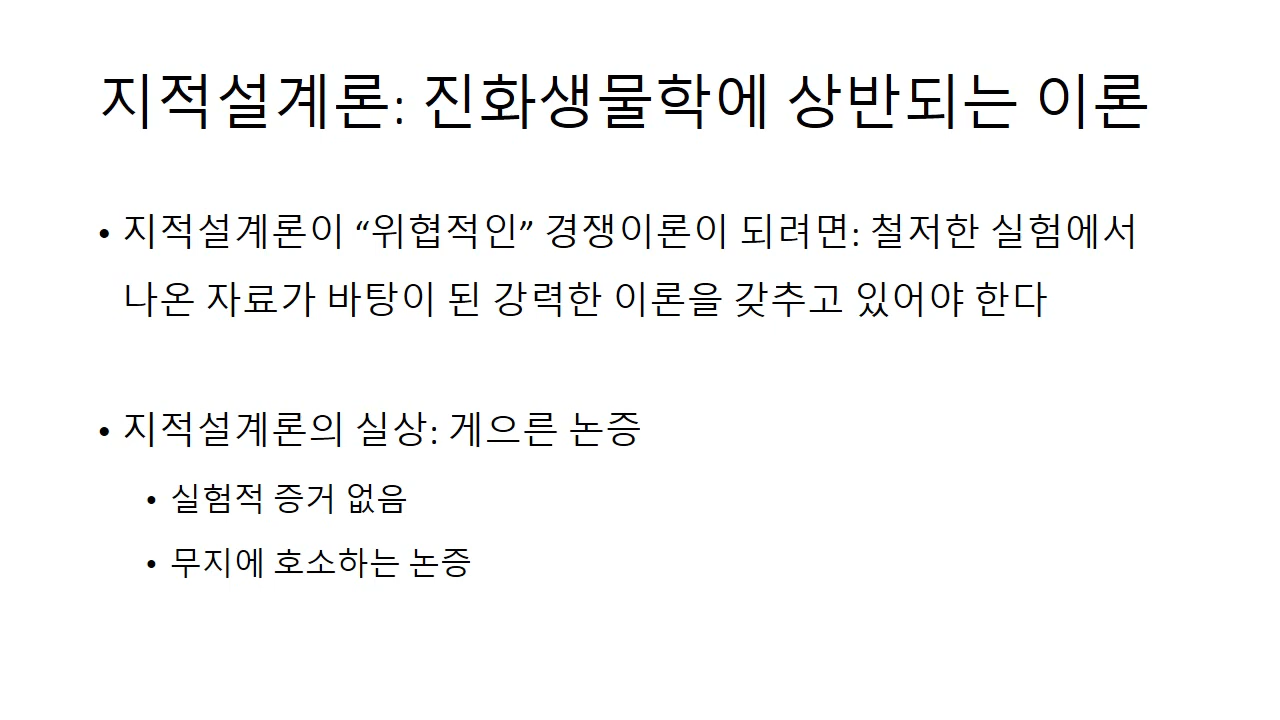 지적설계론: 진화생물학에 상반되는 이론
• 지적설계론이 “위협적인” 경쟁이론이 되려면: 철저한 실험에서
나온 자료가 바탕이 된 강력한 이론을 갖추고 있어야 한다
• 지적설계론의 실상: 게으른 논증
• 실험적 증거 없음
• 무지에 호소하는 논증